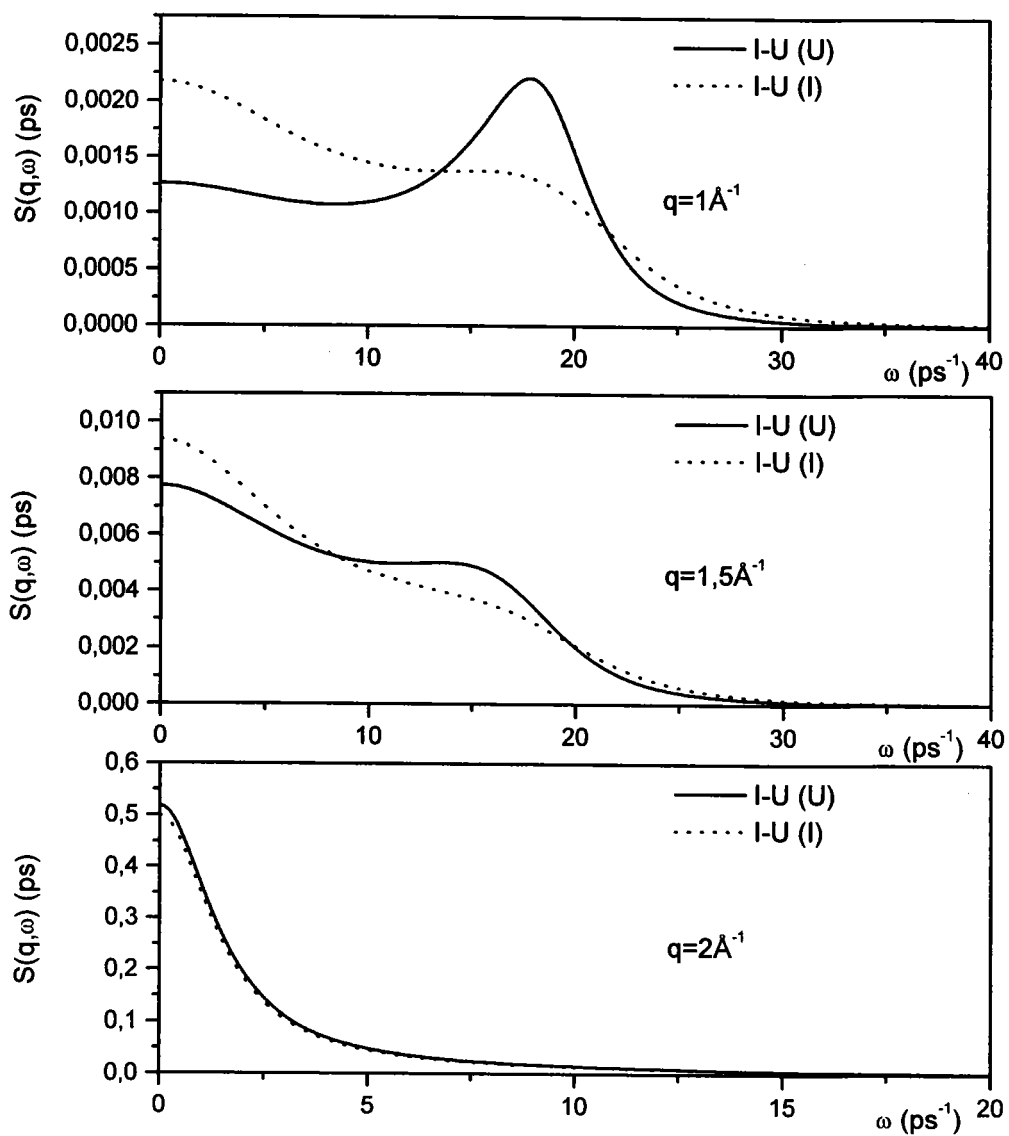 0,0025
0,0020
0,0015
0,0010
0,0005
0,0000
S(q,ω) (ps)
I-U (U)
I-U (I)
q=1Å⁻¹
0 10 20 30 40
ω (ps⁻¹)
0,010
0,008
0,006
0,004
0,002
0,000
S(q,ω) (ps)
I-U (U)
I-U (I)
q=1,5Å⁻¹
0 10 20 30 40
ω (ps⁻¹)
0,6
0,5
0,4
0,3
0,2
0,1
0,0
S(q,ω) (ps)
I-U (U)
I-U (I)
q=2Å⁻¹
0 5 10 15 20
ω (ps⁻¹)